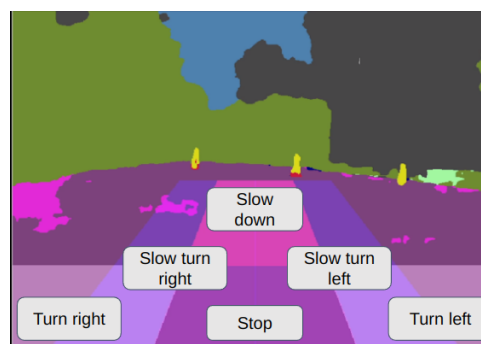 Slow
down
Slow turn
right
Slow turn
left
Turn right
Stop
Turn left